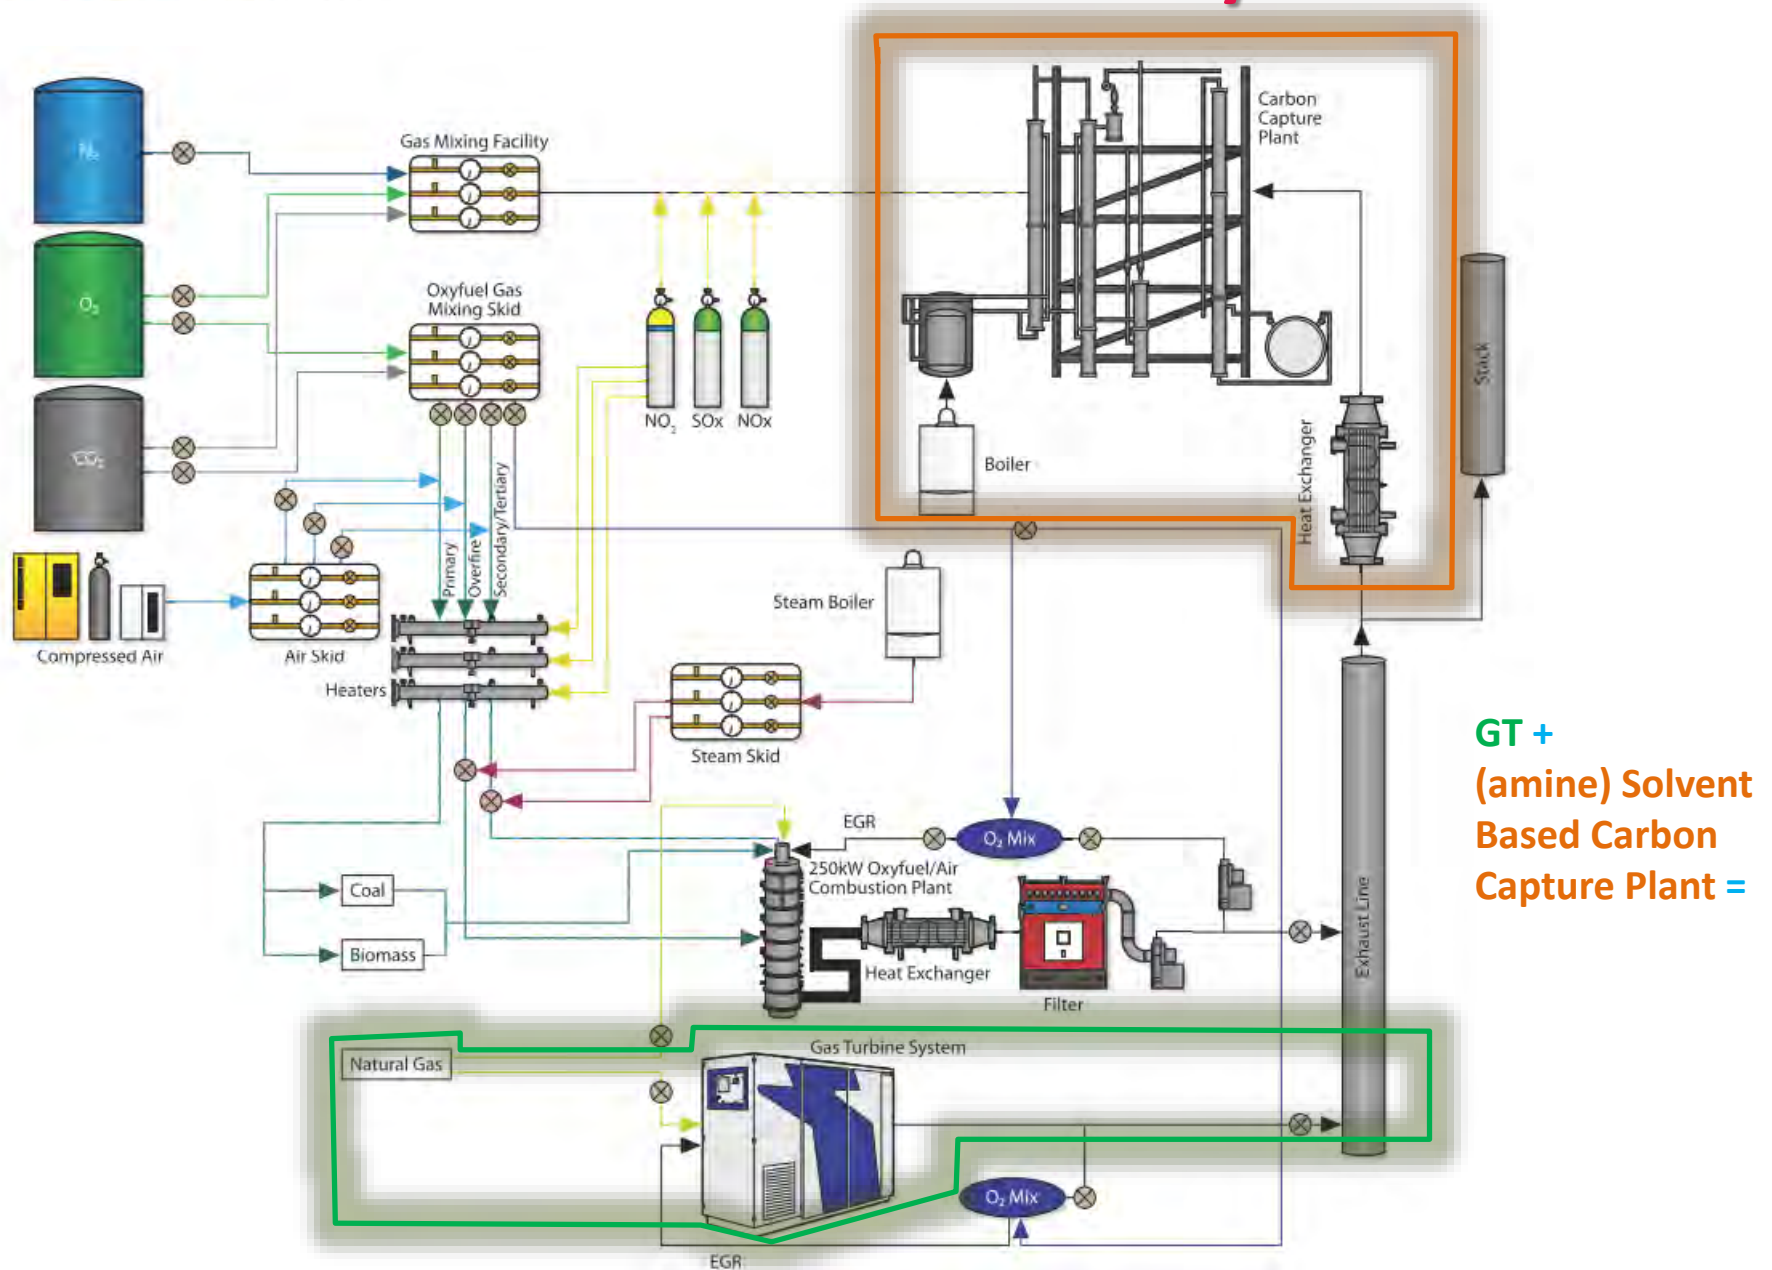 Carbon
Capture
Plant
N₂
Gas Mixing Facility
O₂
Oxyfuel Gas
Mixing Skid
Stack
CO₂
NO₂
SOx
NOx
Boiler
Heat Exchanger
Primary
Overfire
Secondary/Tertiary
Steam Boiler
Compressed Air
Air Skid
Heaters
Steam Skid
GT +
(amine) Solvent
Based Carbon
Capture Plant =
EGR
O₂ Mix
250kW Oxyfuel/Air
Combustion Plant
Coal
Biomass
Heat Exchanger
Filter
Exhaust Line
Gas Turbine System
Natural Gas
O₂ Mix
EGR